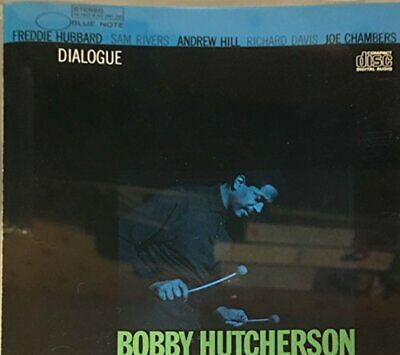 STEREO
BLUE NOTE
FREDDIE HUBBARD SAM RIVERS ANDREW HILL RICHARD DAVIS JOE CHAMBERS
DIALOGUE
COMPACT
disc
DIGITAL AUDIO
BOBBY HUTCHERSON